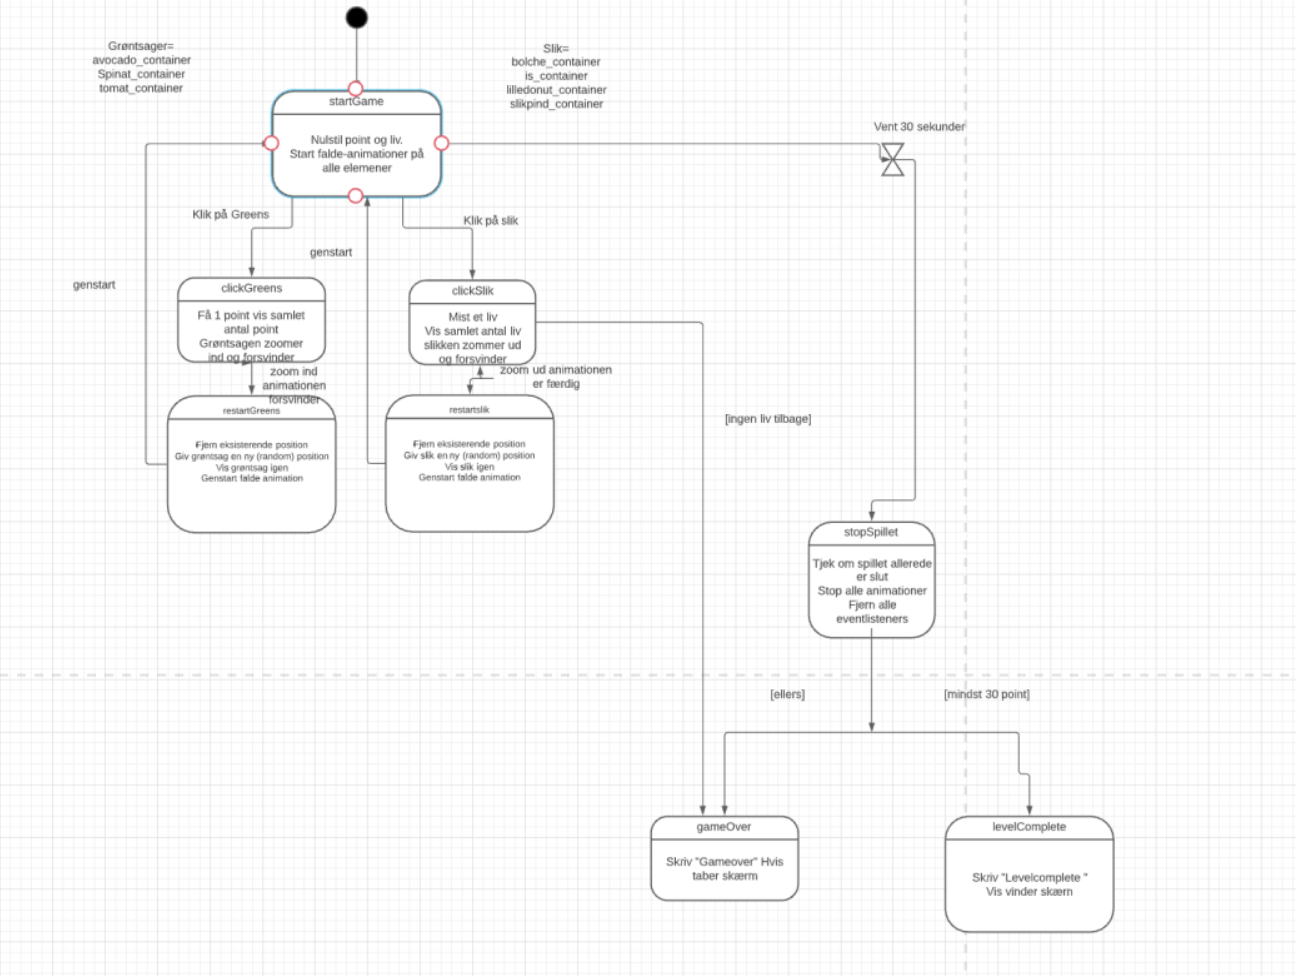 Grøntsager=
avocado_container
Spinat_container
tomat_container
Slik=
bolche_container
is_container
lilledonut_container
slikpind_container
startGame
Nulstil point og liv.
Start falde-animationer på
alle elemener
Vent 30 sekunder
Klik på Greens
Klik på slik
genstart
genstart
clickGreens
Få 1 point vis samlet
antal point
Grøntsagen zoomer
ind og forsvinder
clickSlik
Mist et liv
Vis samlet antal liv
slikken zommer ud
og forsvinder
zoom ind
animationen
forsvinder
zoom ud animationen
er færdig
restartGreens
Fjern eksisterende position
Giv grøntsag en ny (random) position
Vis grøntsag igen
Genstart falde animation
restartslik
Fjern eksisterende position
Giv slik en ny (random) position
Vis slik igen
Genstart falde animation
[ingen liv tilbage]
stopSpillet
Tjek om spillet allerede
er slut
Stop alle animationer
Fjern alle
eventlisteners
[ellers]
[mindst 30 point]
gameOver
Skriv "Gameover" Hvis
taber skærm
levelComplete
Skriv "Levelcomplete "
Vis vinder skærn